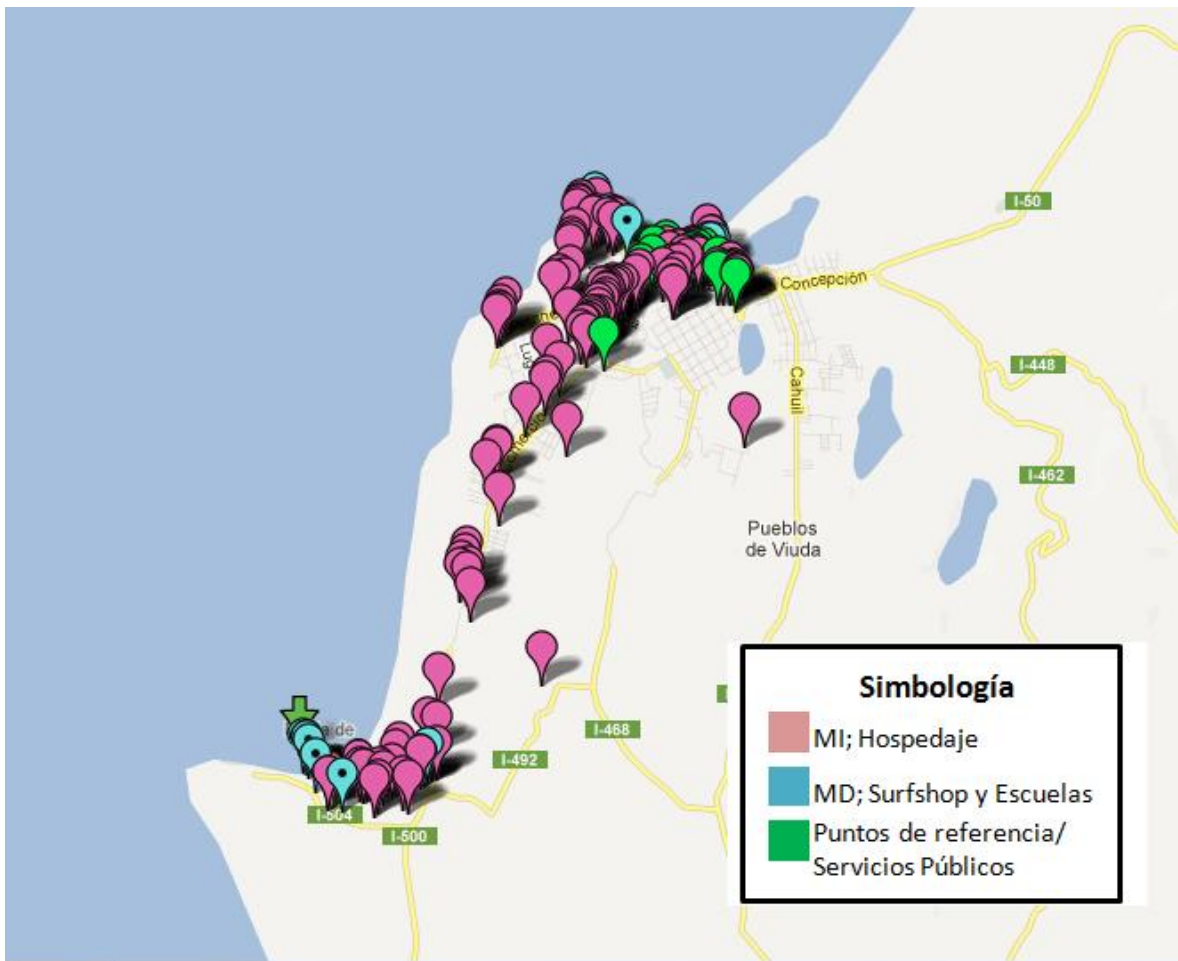 I-50
Concepción
I-448
Cahuil
I-462
Pueblos
de Viuda
I-468
I-492
I-504
I-500
Simbología
MI; Hospedaje
MD; Surfshop y Escuelas
Puntos de referencia/
Servicios Públicos